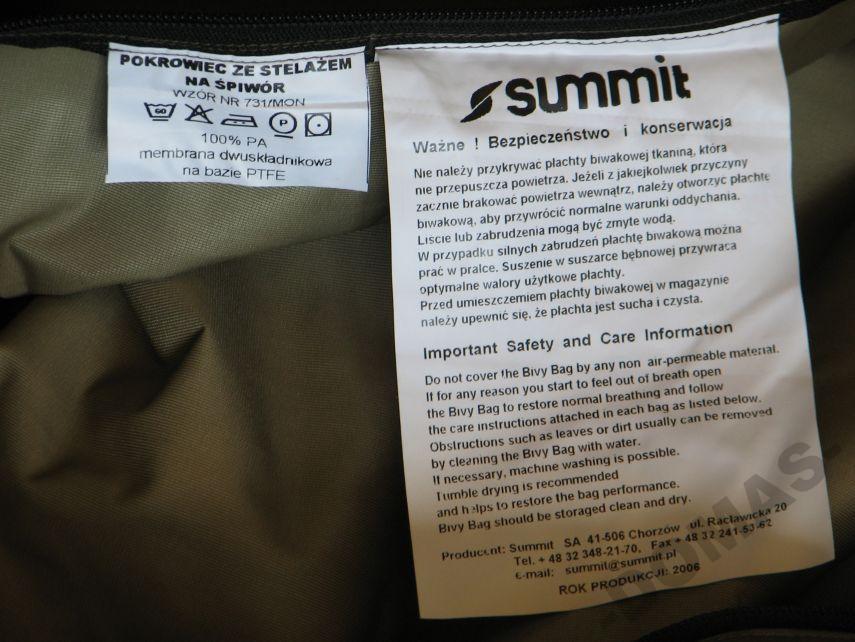 POKROWIEC ZE STELAŻEM
NA ŚPIWÓR
WZÓR NR 731/MON
60 P
100% PA
membrana dwuskładnikowa
na bazie PTFE
summit
Ważne ! Bezpieczeństwo i konserwacja
Nie należy przykrywać płachty biwakowej tkaniną, która
nie przepuszcza powietrza. Jeżeli z jakiejkolwiek przyczyny
zacznie brakować powietrza wewnątrz, należy otworzyć płachtę
biwakową, aby przywrócić normalne warunki oddychania.
Liście lub zabrudzenia mogą być zmyte wodą.
W przypadku silnych zabrudzeń płachtę biwakową można
prać w pralce. Suszenie w suszarce bębnowej przywraca
optymalne walory użytkowe płachty.
Przed umieszczeniem płachty biwakowej w magazynie
należy upewnić się, że płachta jest sucha i czysta.
Important Safety and Care Information
Do not cover the Bivy Bag by any non air-permeable material.
If for any reason you start to feel out of breath open
the Bivy Bag to restore normal breathing and follow
the care instructions attached in each bag as listed below.
Obstructions such as leaves or dirt usually can be removed
by cleaning the Bivy Bag with water.
If necessary, machine washing is possible.
Tumble drying is recommended
and helps to restore the bag performance.
Bivy Bag should be storaged clean and dry.
Producent: Summit SA 41-506 Chorzów ul. Racławicka 20
Tel. + 48 32 348-21-70, Fax + 48 32 241-53-62
e-mail: summit@summit.pl
ROK PRODUKCJI: 2006
DOMAS-